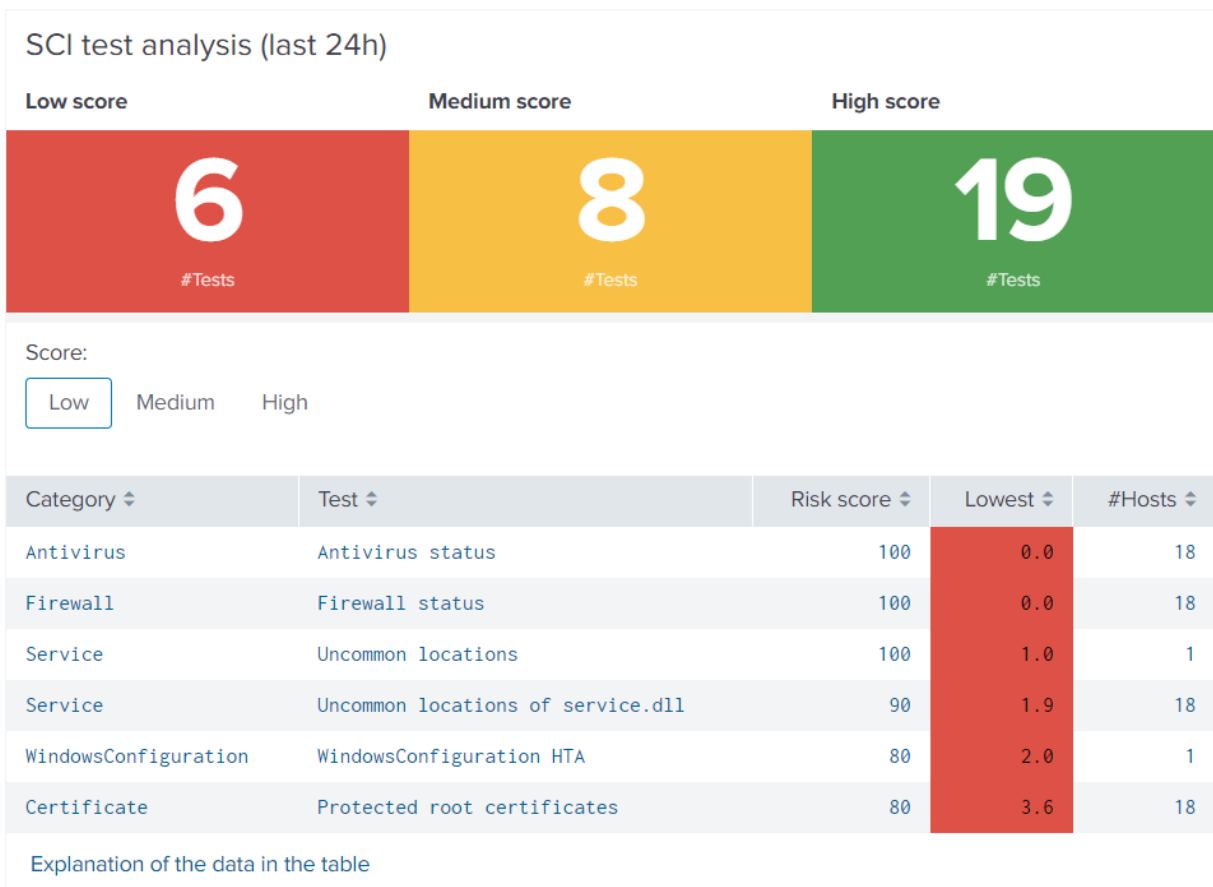 SCI test analysis (last 24h)
Low score Medium score High score
6 8 19
#Tests #Tests #Tests
Score:
Low Medium High
Category Test Risk score Lowest #Hosts
Antivirus Antivirus status 100 0.0 18
Firewall Firewall status 100 0.0 18
Service Uncommon locations 100 1.0 1
Service Uncommon locations of service.dll 90 1.9 18
WindowsConfiguration WindowsConfiguration HTA 80 2.0 1
Certificate Protected root certificates 80 3.6 18
Explanation of the data in the table